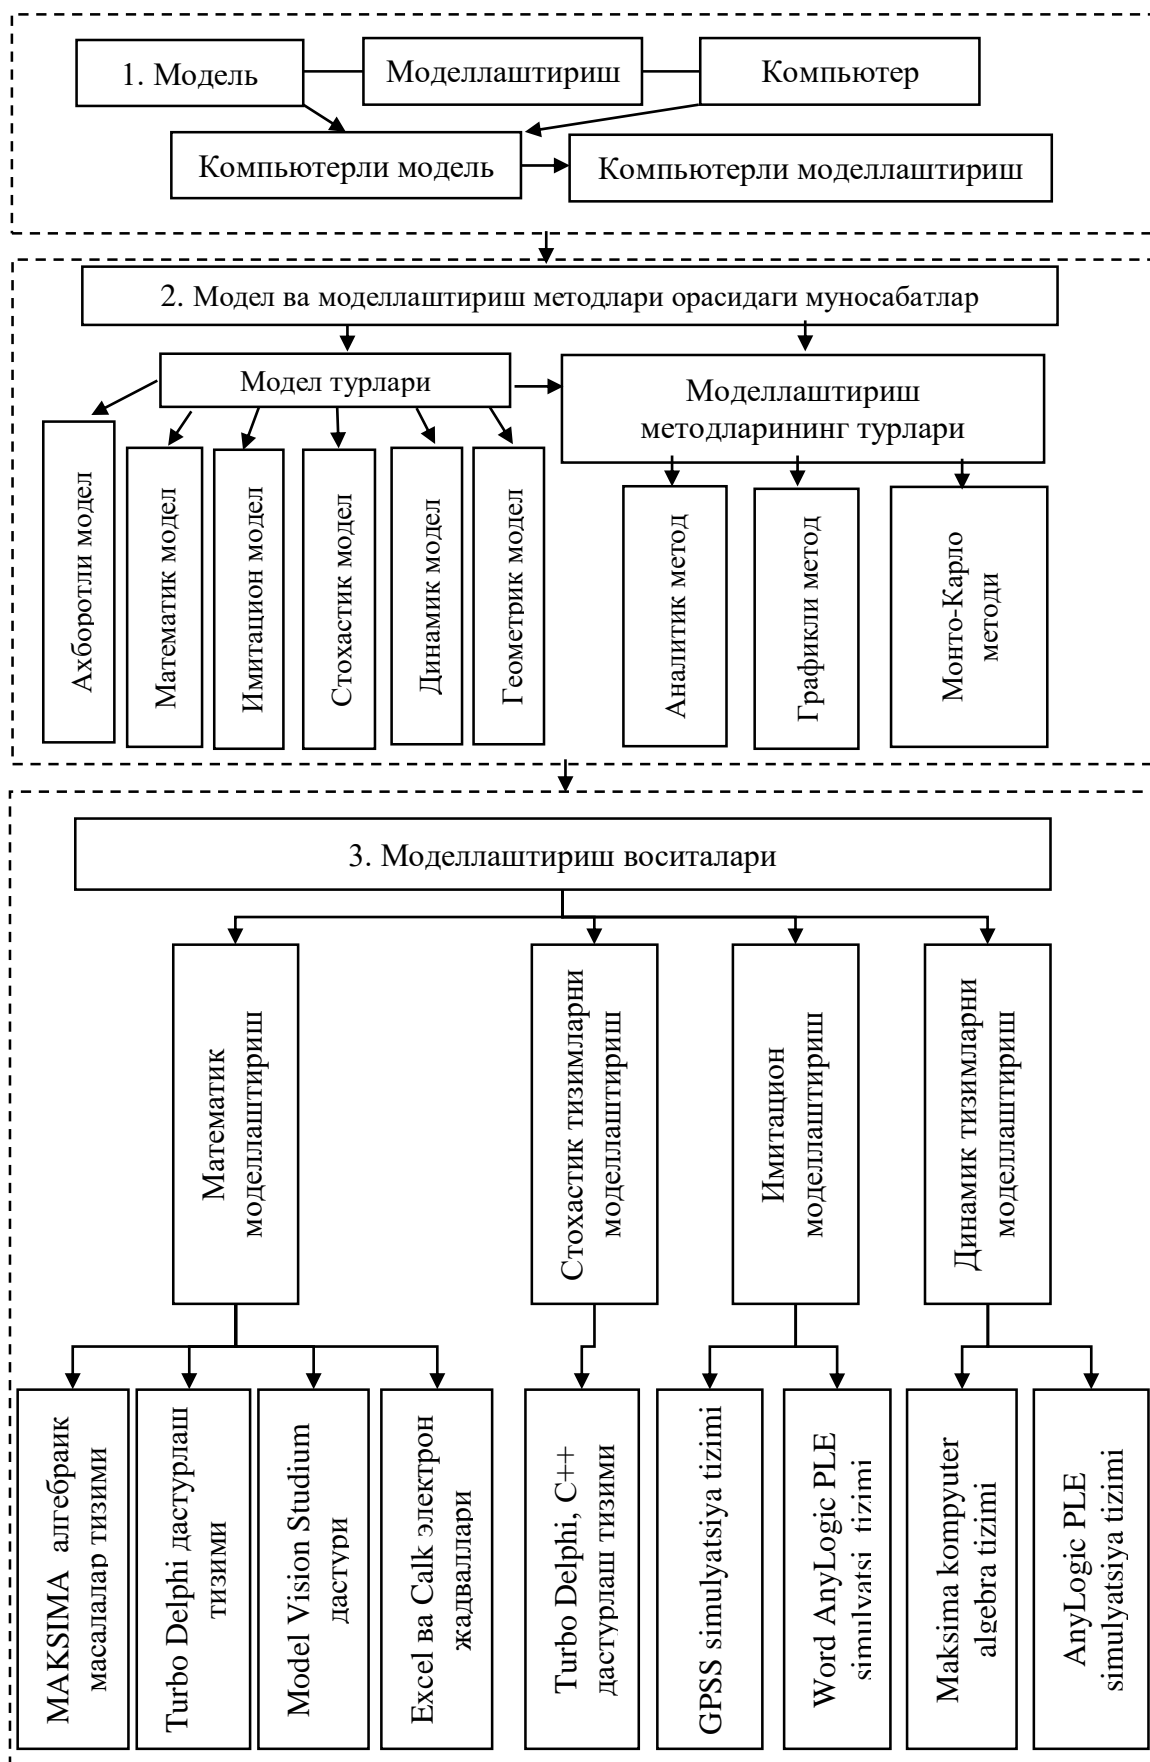 1. Модель
Моделлаштириш
Компьютер
Компьютерли модель
Компьютерли моделлаштириш
2. Модел ва моделлаштириш методлари орасидаги муносабатлар
Модел турлари
Моделлаштириш
методларининг турлари
Ахборотли модел
Математик модел
Имитацион модел
Стохастик модел
Динамик модел
Геометрик модел
Аналитик метод
Графикли метод
Монто-Карло
методи
3. Моделлаштириш воситалари
Математик
моделлаштириш
Стохастик тизимларни
моделлаштириш
Имитацион
моделлаштириш
Динамик тизимларни
моделлаштириш
MAKSIMA алгебраик
масалалар тизими
Turbo Delphi дастурлаш
тизими
Model Vision Studium
дастури
Excel ва Calk электрон
жадваллари
Turbo Delphi, C++
дастурлаш тизими
GPSS simulyatsiya tizimi
Word AnyLogic PLE
simulyatsi tizimi
Maksima kompyuter
algebra tizimi
AnyLogic PLE
simulyatsiya tizimi